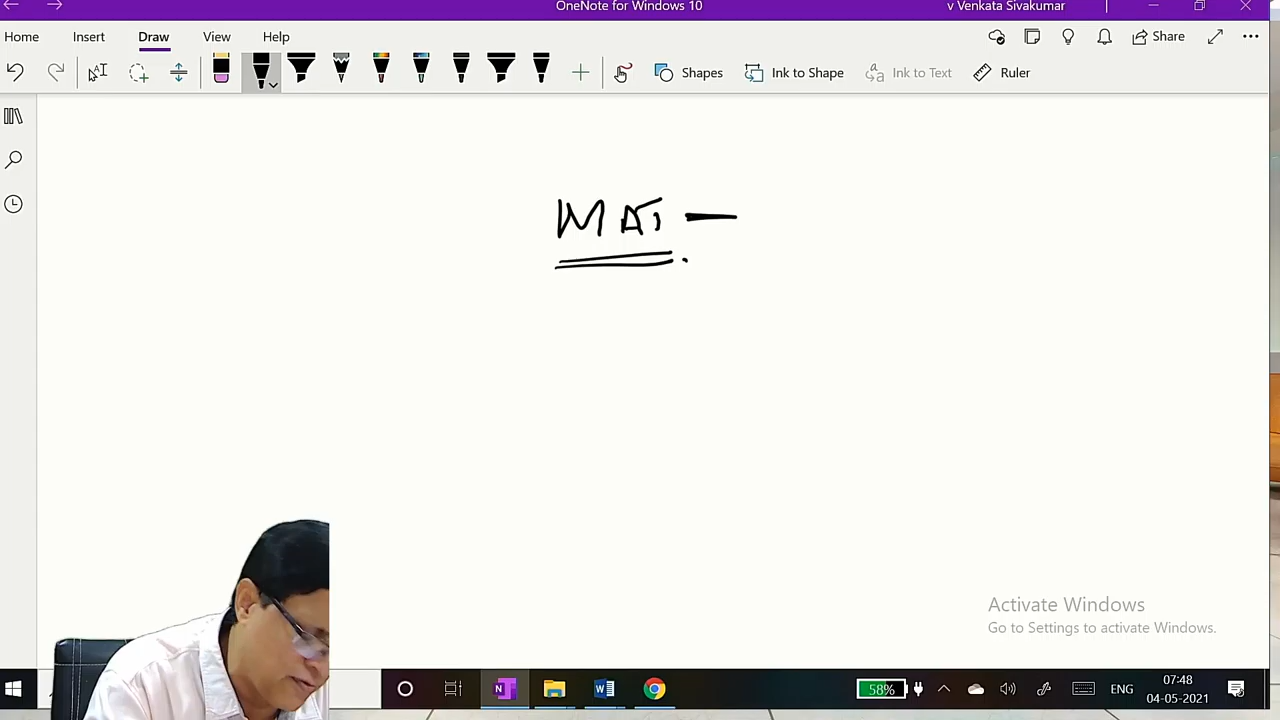 OneNote for Windows 10
v Venkata Sivakumar
Home Insert Draw View Help
Share
Shapes
Ink to Shape
Ink to Text
Ruler
Activate Windows
Go to Settings to activate Windows.
58%
ENG
07:48
04-05-2021